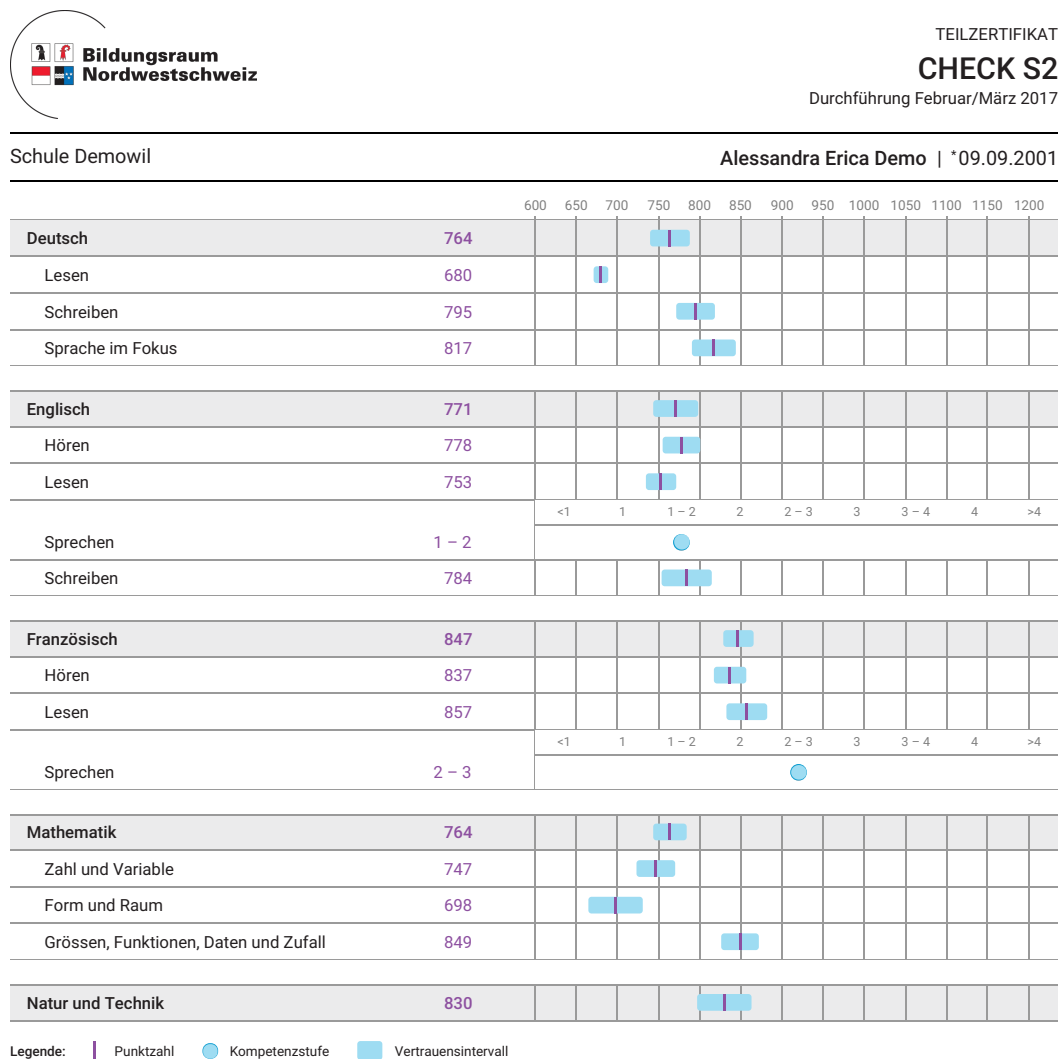 Bildungsraum
Nordwestschweiz
TEILZERTIFIKAT
CHECK S2
Durchführung Februar/März 2017
Schule Demowil
Alessandra Erica Demo | *09.09.2001
600 650 700 750 800 850 900 950 1000 1050 1100 1150 1200
Deutsch 764
Lesen 680
Schreiben 795
Sprache im Fokus 817
Englisch 771
Hören 778
Lesen 753
<1 1 1 – 2 2 2 – 3 3 3 – 4 4 >4
Sprechen 1 – 2
Schreiben 784
Französisch 847
Hören 837
Lesen 857
<1 1 1 – 2 2 2 – 3 3 3 – 4 4 >4
Sprechen 2 – 3
Mathematik 764
Zahl und Variable 747
Form und Raum 698
Grössen, Funktionen, Daten und Zufall 849
Natur und Technik 830
Legende: Punktzahl Kompetenzstufe Vertrauensintervall